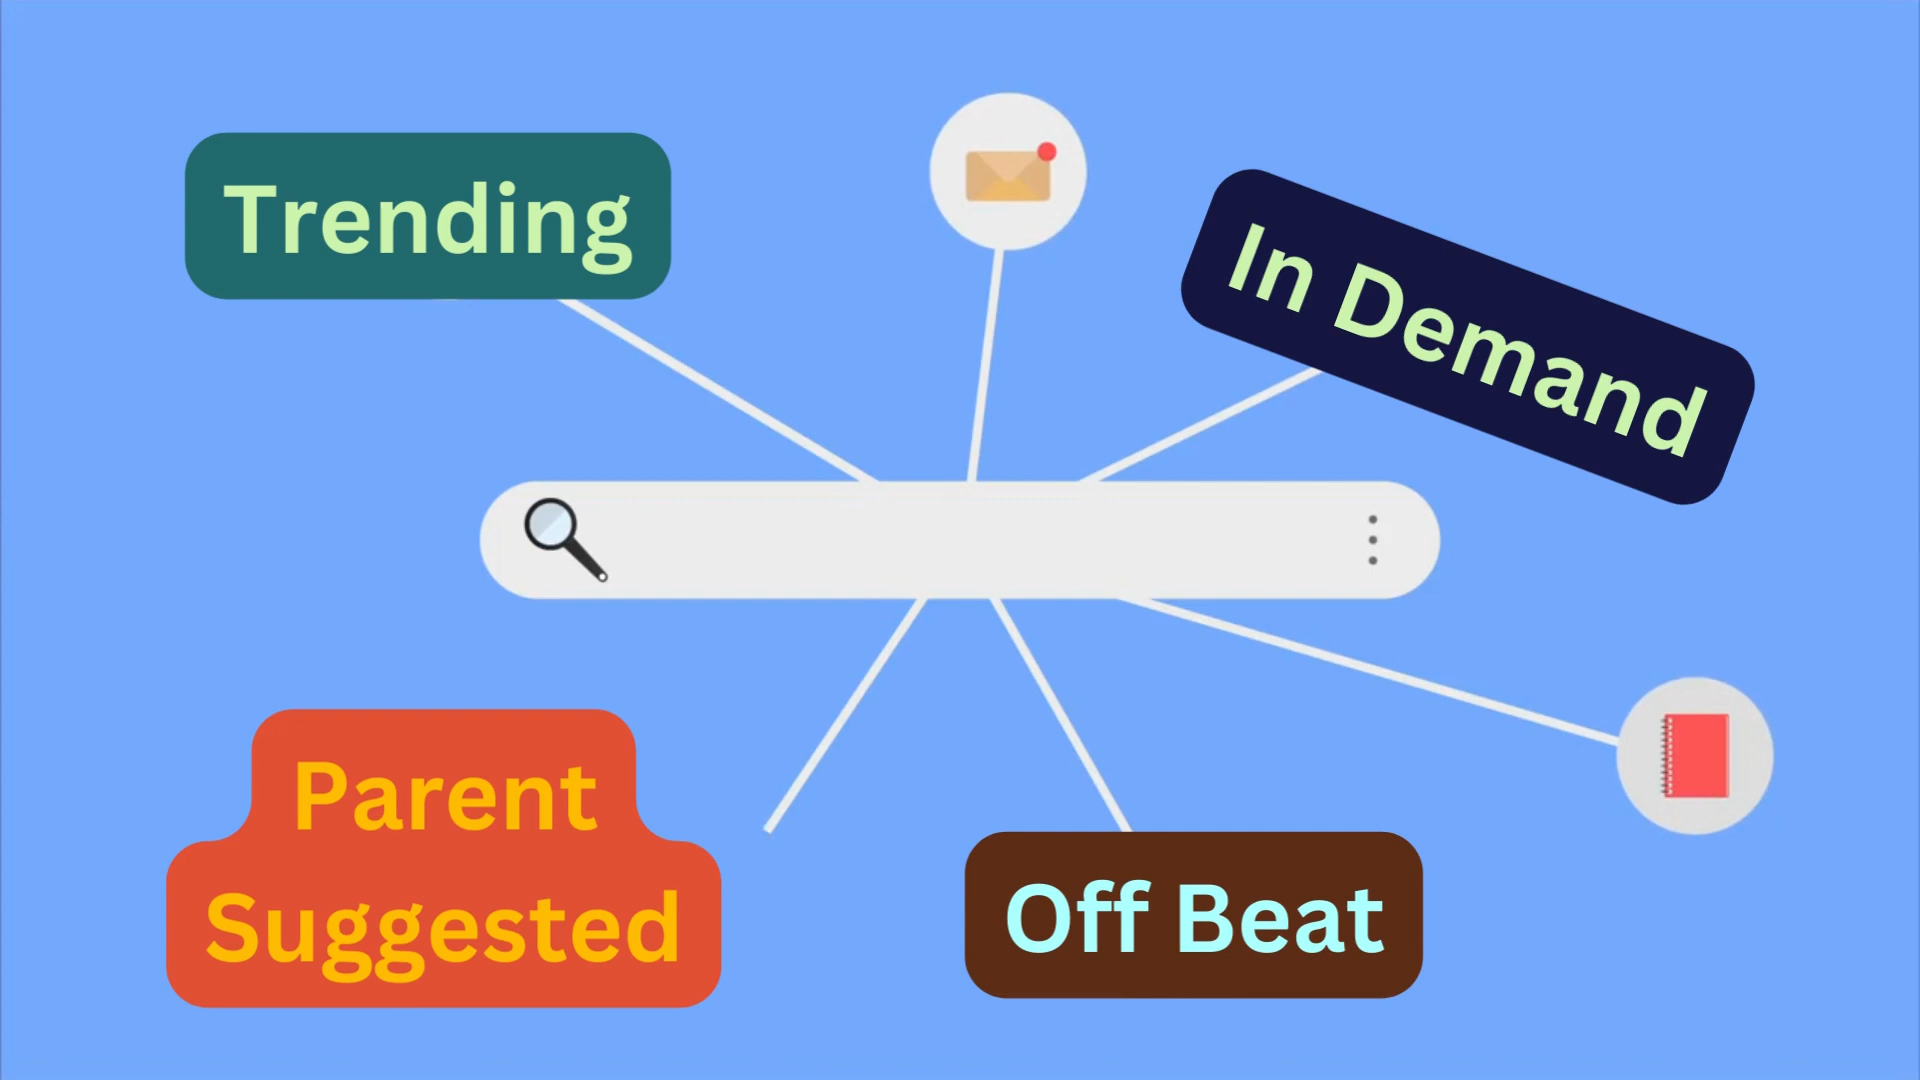 Trending
In Demand
Parent
Suggested
Off Beat